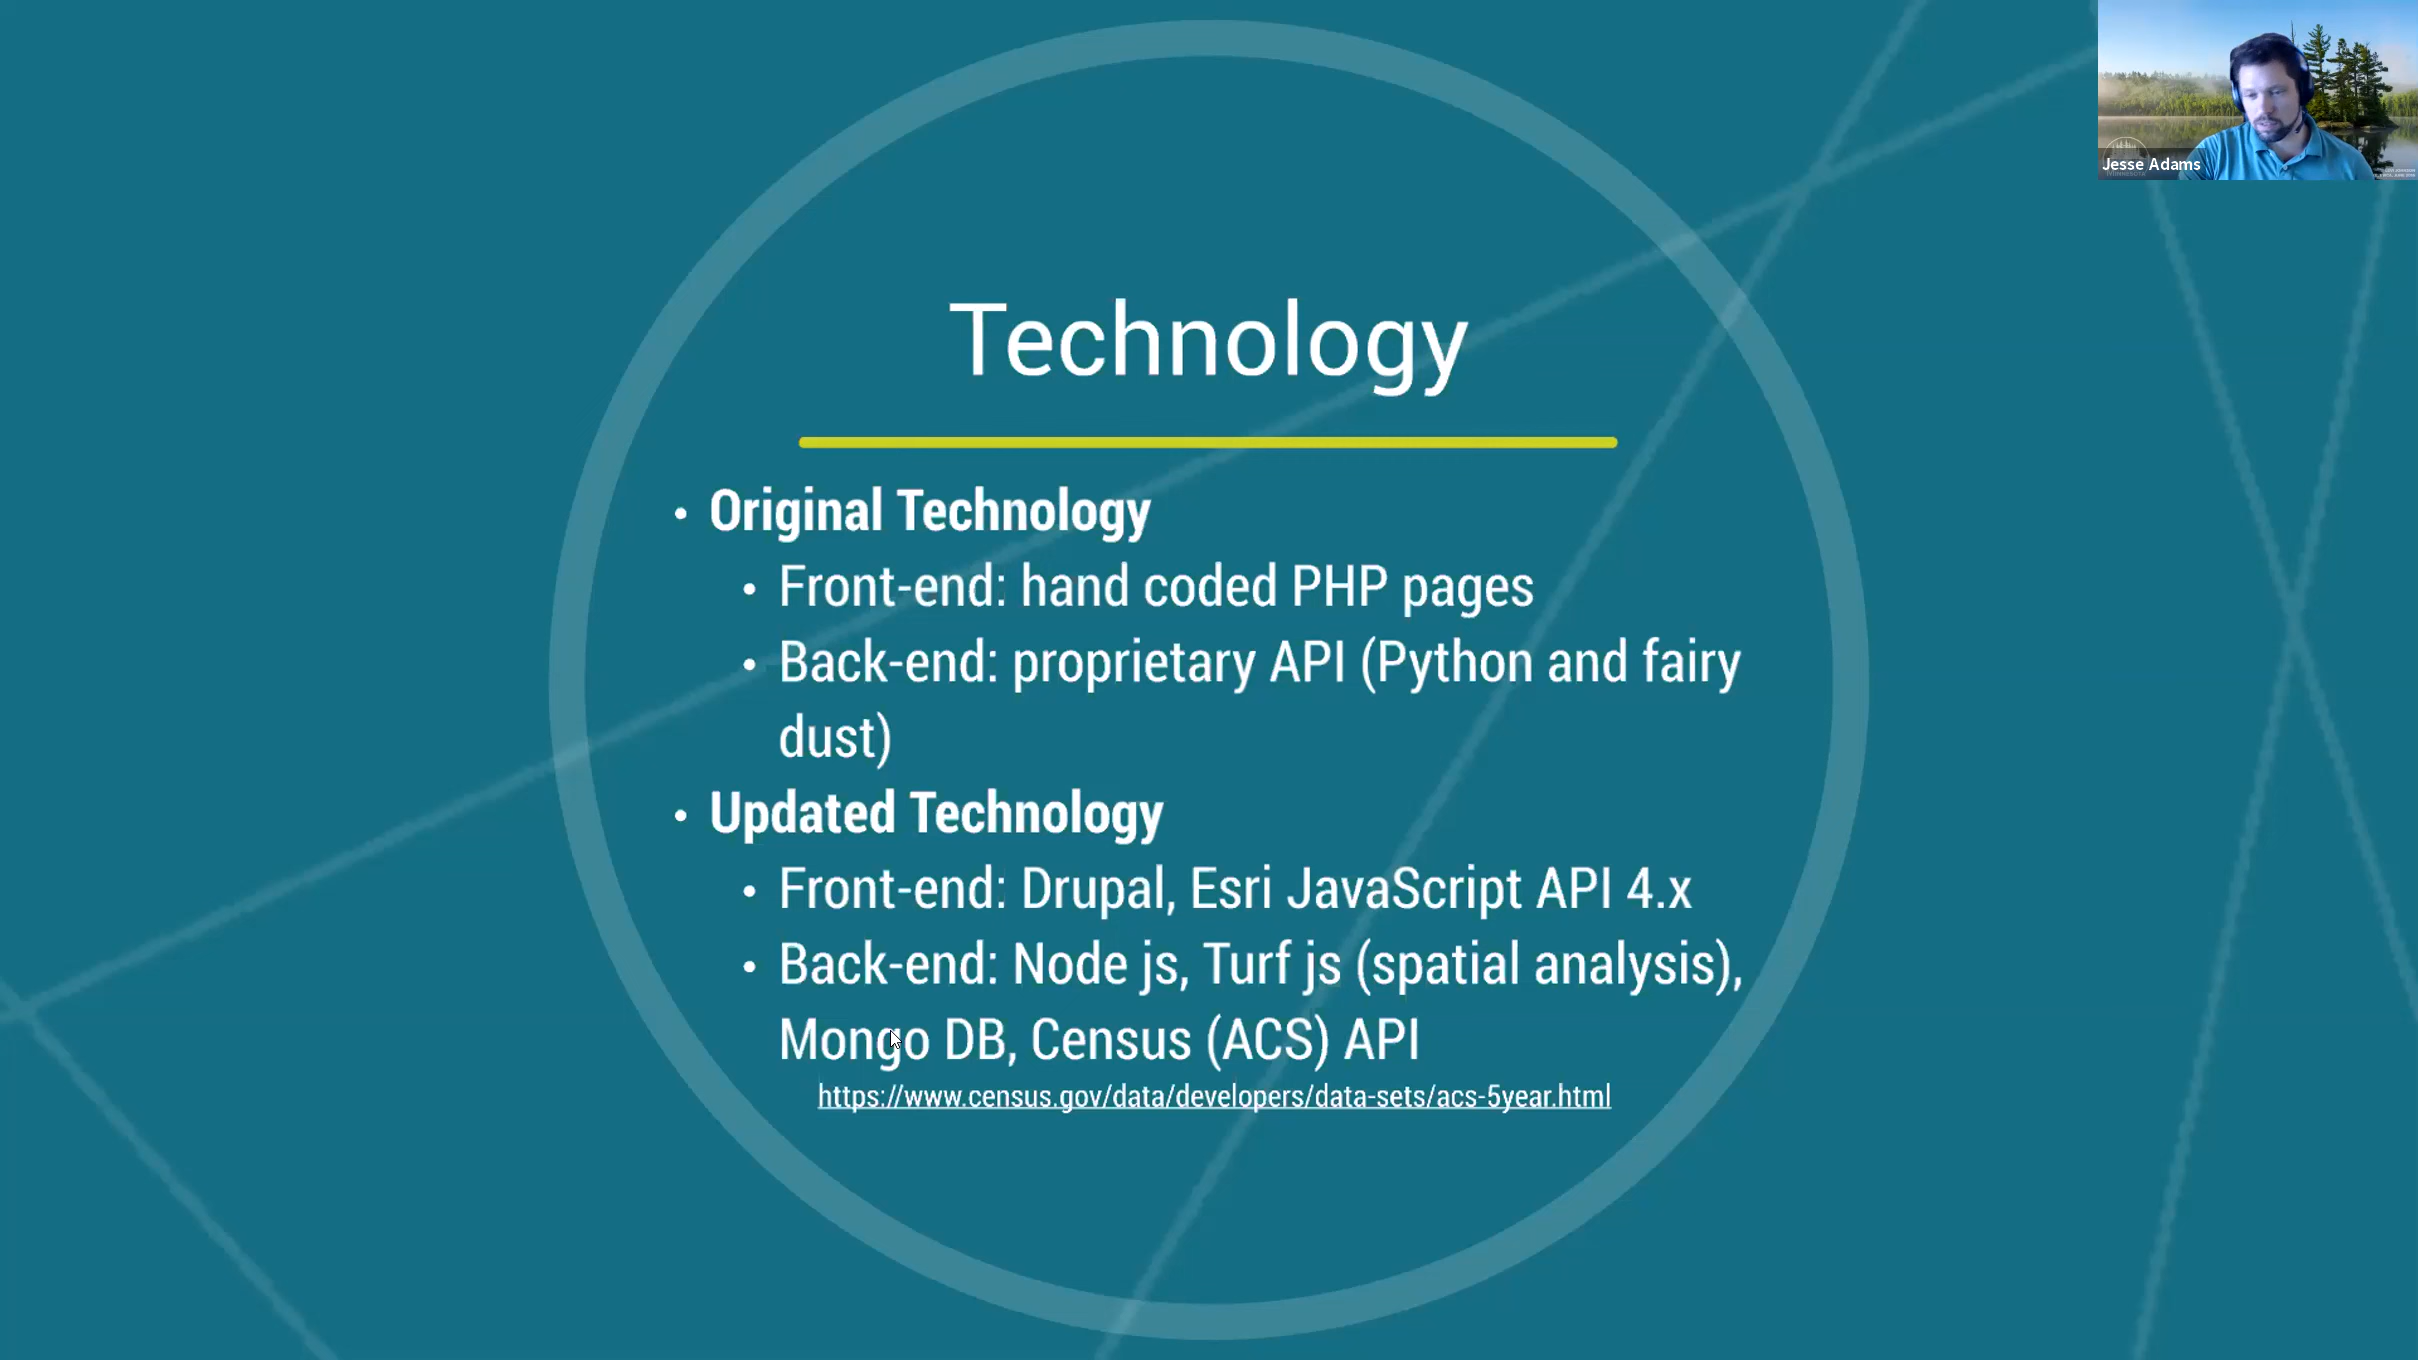 Jesse Adams
Technology
• Original Technology
• Front-end: hand coded PHP pages
• Back-end: proprietary API (Python and fairy
dust)
• Updated Technology
• Front-end: Drupal, Esri JavaScript API 4.x
• Back-end: Node js, Turf js (spatial analysis),
Mongo DB, Census (ACS) API
https://www.census.gov/data/developers/data-sets/acs-5year.html